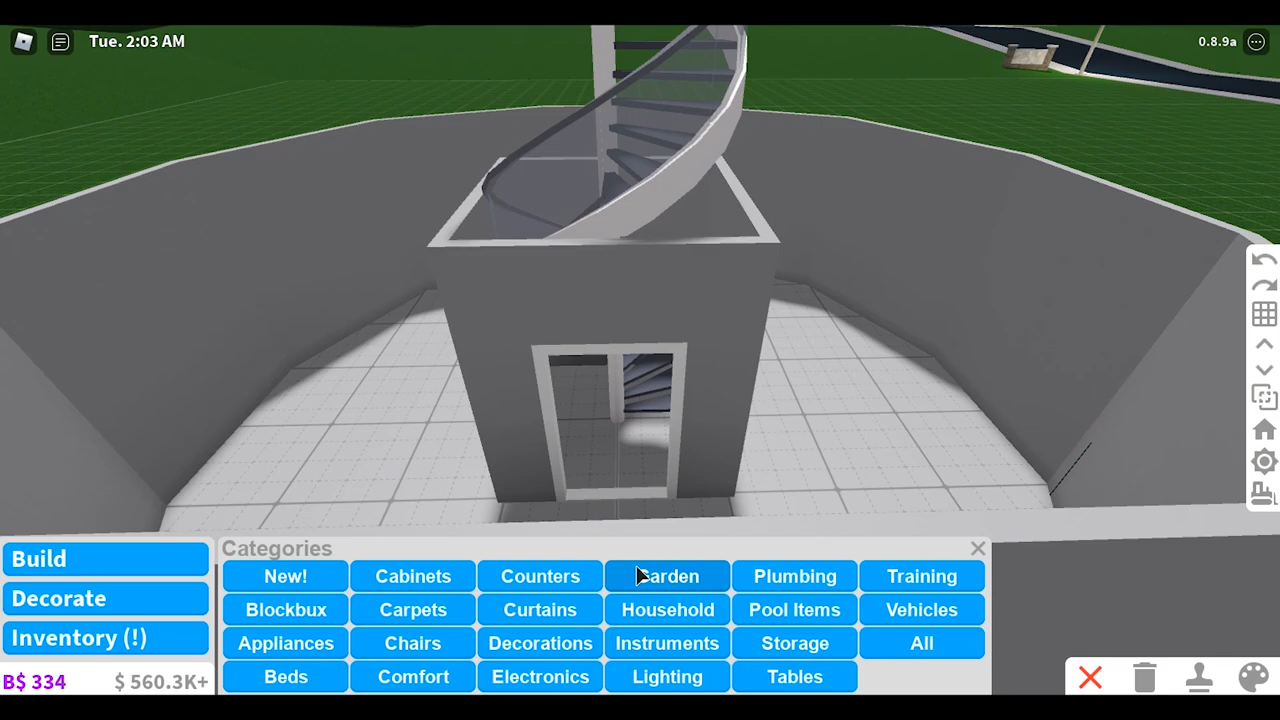 Tue. 2:03 AM
0.8.9a
Build
Decorate
Inventory (!)
B$ 334
$ 560.3K+
Categories
New! Cabinets Counters Garden Plumbing Training
Blockbux Carpets Curtains Household Pool Items Vehicles
Appliances Chairs Decorations Instruments Storage All
Beds Comfort Electronics Lighting Tables